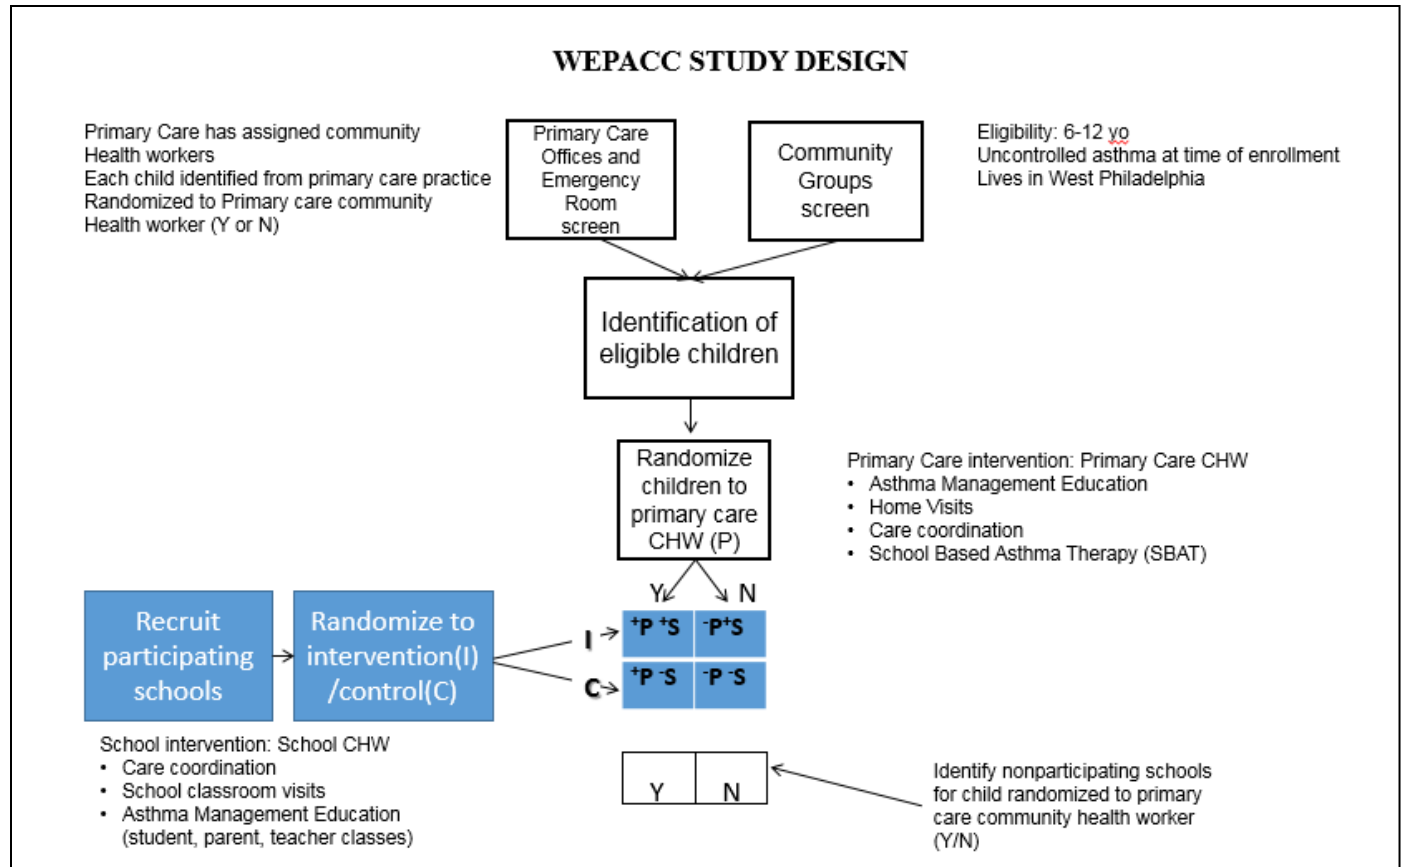 WEPACC STUDY DESIGN
Primary Care has assigned community
Health workers
Each child identified from primary care practice
Randomized to Primary care community
Health worker (Y or N)
Primary Care
Offices and
Emergency
Room
screen
Community
Groups
screen
Eligibility: 6-12 yo
Uncontrolled asthma at time of enrollment
Lives in West Philadelphia
Identification of
eligible children
Randomize
children to
primary care
CHW (P)
Primary Care intervention: Primary Care CHW
• Asthma Management Education
• Home Visits
• Care coordination
• School Based Asthma Therapy (SBAT)
Y N
Recruit
participating
schools
Randomize to
intervention(I)
/control(C)
I
+P +S -P+S
C
+P -S -P -S
School intervention: School CHW
• Care coordination
• School classroom visits
• Asthma Management Education
(student, parent, teacher classes)
Y N
Identify nonparticipating schools
for child randomized to primary
care community health worker
(Y/N)